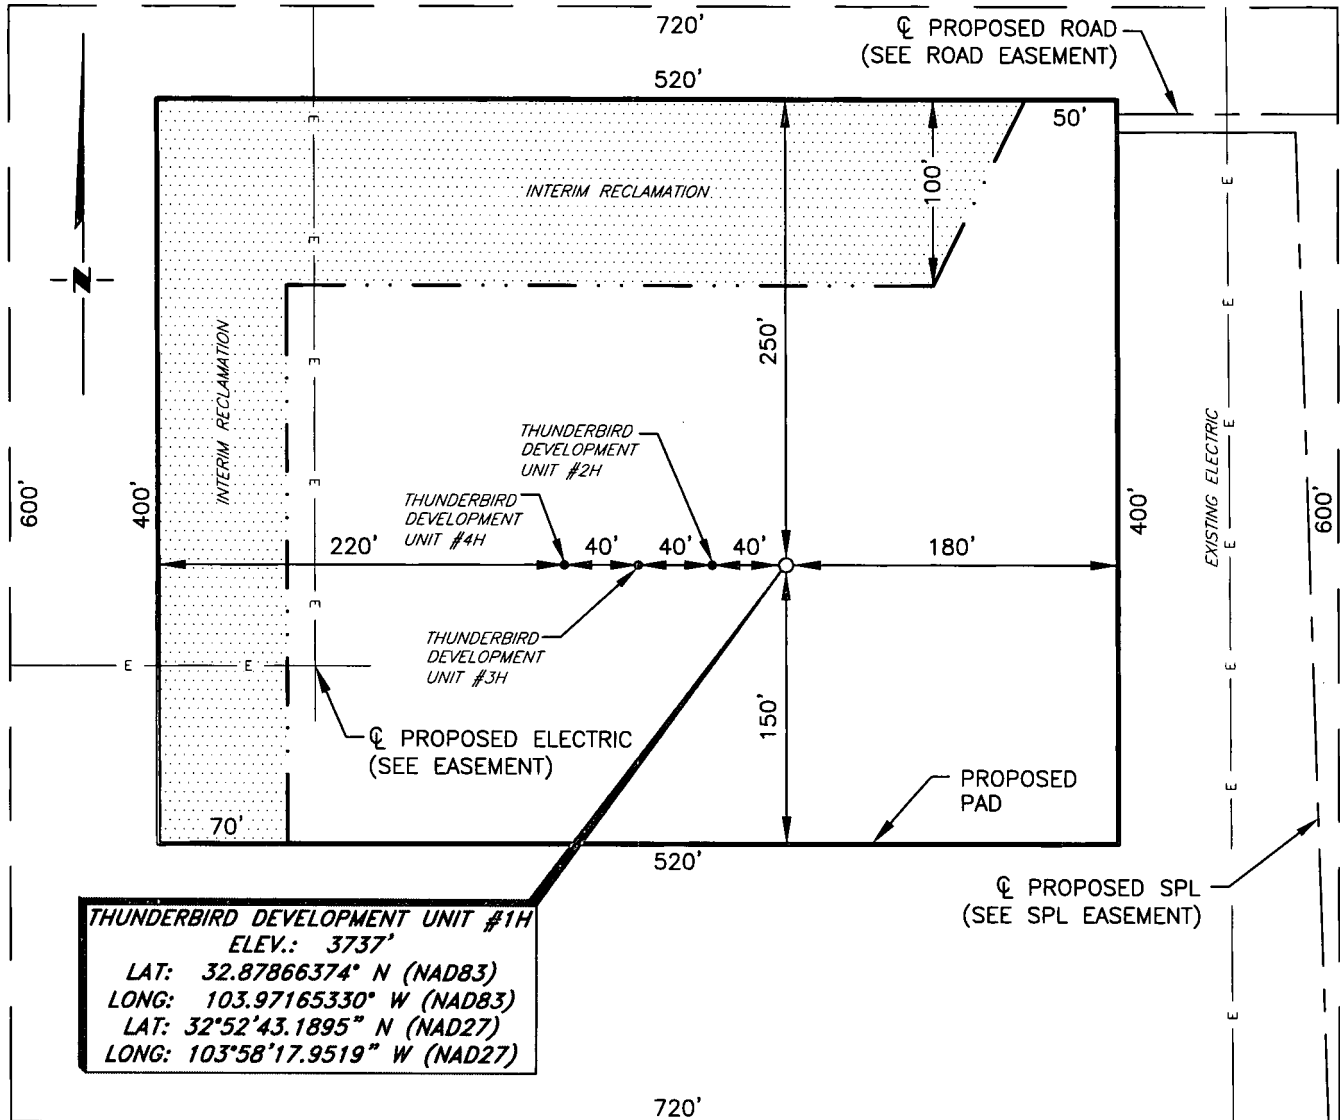 720'
℄ PROPOSED ROAD
(SEE ROAD EASEMENT)
520'
50'
E
E
INTERIM RECLAMATION
100'
E
E
N
E
250'
INTERIM RECLAMATION
E
E
EXISTING ELECTRIC
THUNDERBIRD
DEVELOPMENT
UNIT #2H
E
THUNDERBIRD
DEVELOPMENT
UNIT #4H
E
600'
400'
400'
600'
220'
40'
40'
40'
180'
E
E
THUNDERBIRD
DEVELOPMENT
UNIT #3H
E
E
E
150'
℄ PROPOSED ELECTRIC
(SEE EASEMENT)
PROPOSED
PAD
E
E
70'
520'
℄ PROPOSED SPL
(SEE SPL EASEMENT)
E
THUNDERBIRD DEVELOPMENT UNIT #1H
ELEV.: 3737'
LAT: 32.87866374° N (NAD83)
LONG: 103.97165330° W (NAD83)
LAT: 32°52'43.1895" N (NAD27)
LONG: 103°58'17.9519" W (NAD27)
E
720'